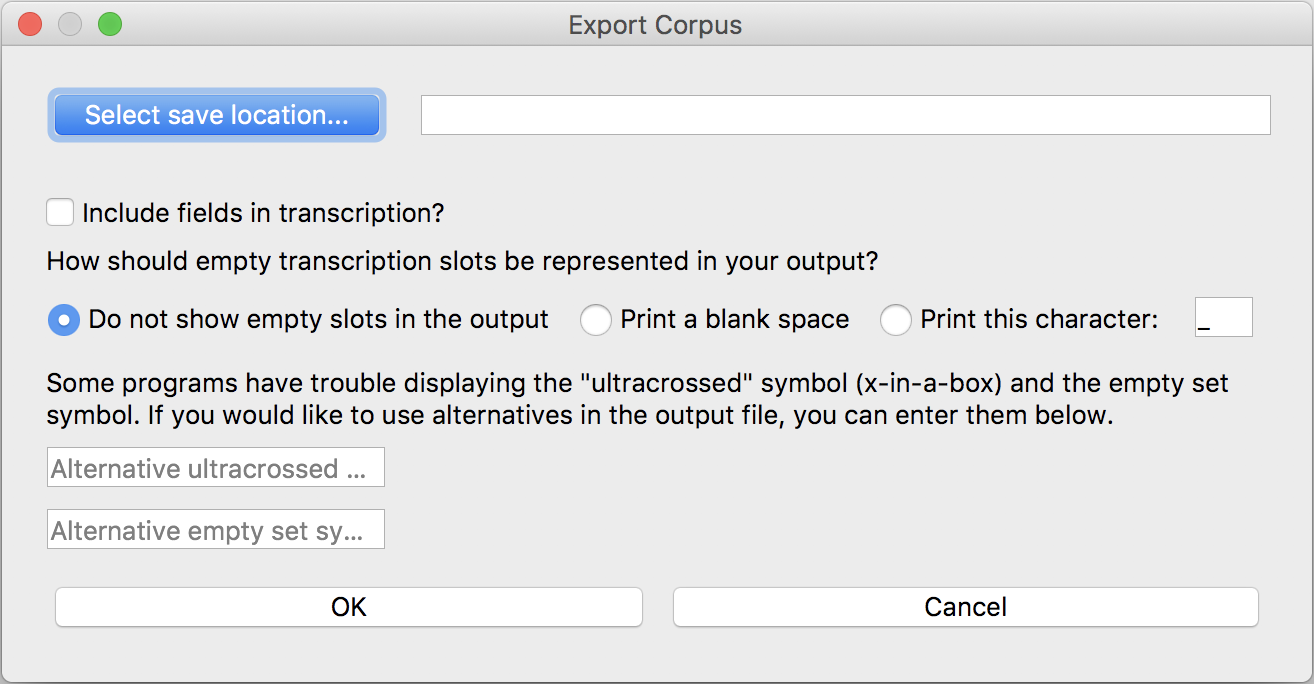 Export Corpus
Select save location...
Include fields in transcription?
How should empty transcription slots be represented in your output?
Do not show empty slots in the output Print a blank space Print this character: _
Some programs have trouble displaying the "ultracrossed" symbol (x-in-a-box) and the empty set
symbol. If you would like to use alternatives in the output file, you can enter them below.
Alternative ultracrossed ...
Alternative empty set sy...
OK Cancel